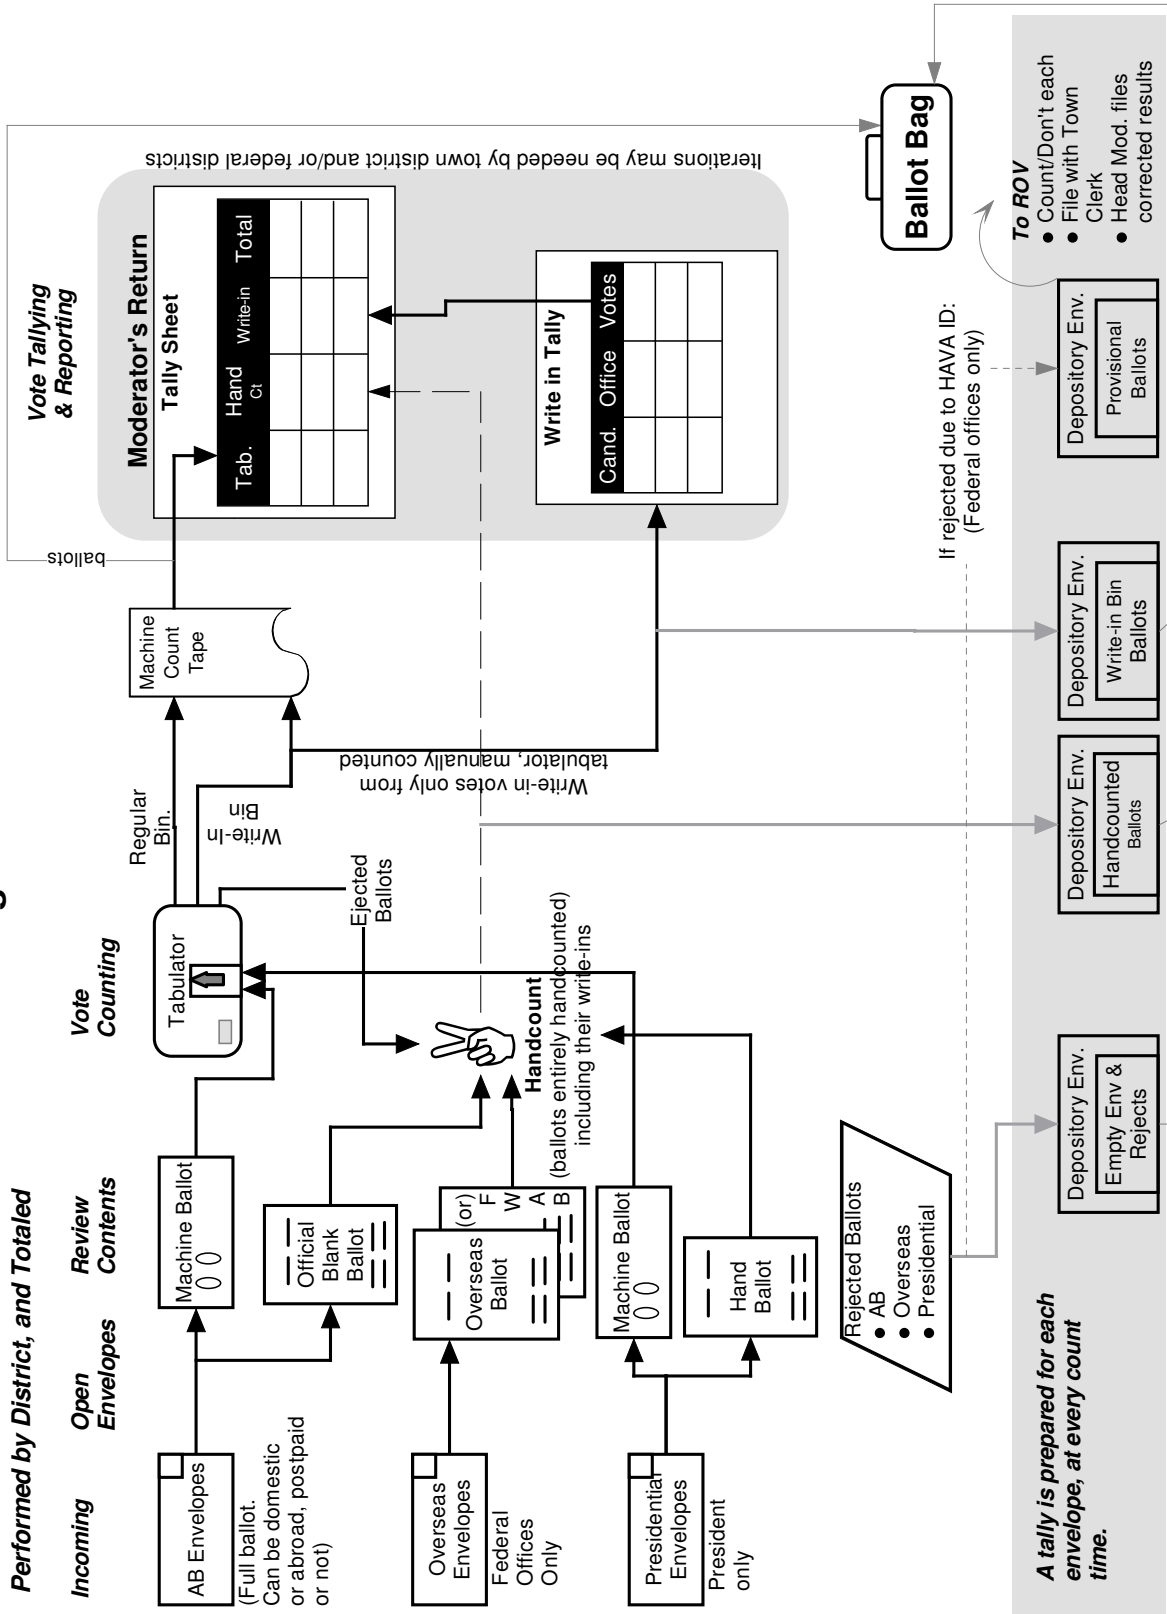 Performed by District, and Totaled
Incoming
Open
Envelopes
Review
Contents
Vote
Counting
Vote Tallying
& Reporting
AB Envelopes
(Full ballot.
Can be domestic
or abroad, postpaid
or not)
Overseas
Envelopes
Federal
Offices
Only
Presidential
Envelopes
President
only
Machine Ballot
Official
Blank
Ballot
Overseas
Ballot
(or)
F
W
A
B
Machine Ballot
Hand
Ballot
Rejected Ballots
● AB
● Overseas
● Presidential
Tabulator
Regular
Bin.
Write-In
Bin
Ejected
Ballots
Handcount
(ballots entirely handcounted)
including their write-ins
Machine
Count
Tape
ballots
Write-in votes only from
tabulator, manually counted
Moderator's Return
Tally Sheet
Tab. Hand Write-in Total
Ct
Iterations may be needed by town district and/or federal districts
Write in Tally
Cand. Office Votes
Ballot Bag
If rejected due to HAVA ID:
(Federal offices only)
A tally is prepared for each
envelope, at every count
time.
Depository Env.
Empty Env &
Rejects
Depository Env.
Handcounted
Ballots
Depository Env.
Write-in Bin
Ballots
Depository Env.
Provisional
Ballots
To ROV
● Count/Don't each
● File with Town
Clerk
● Head Mod. files
corrected results